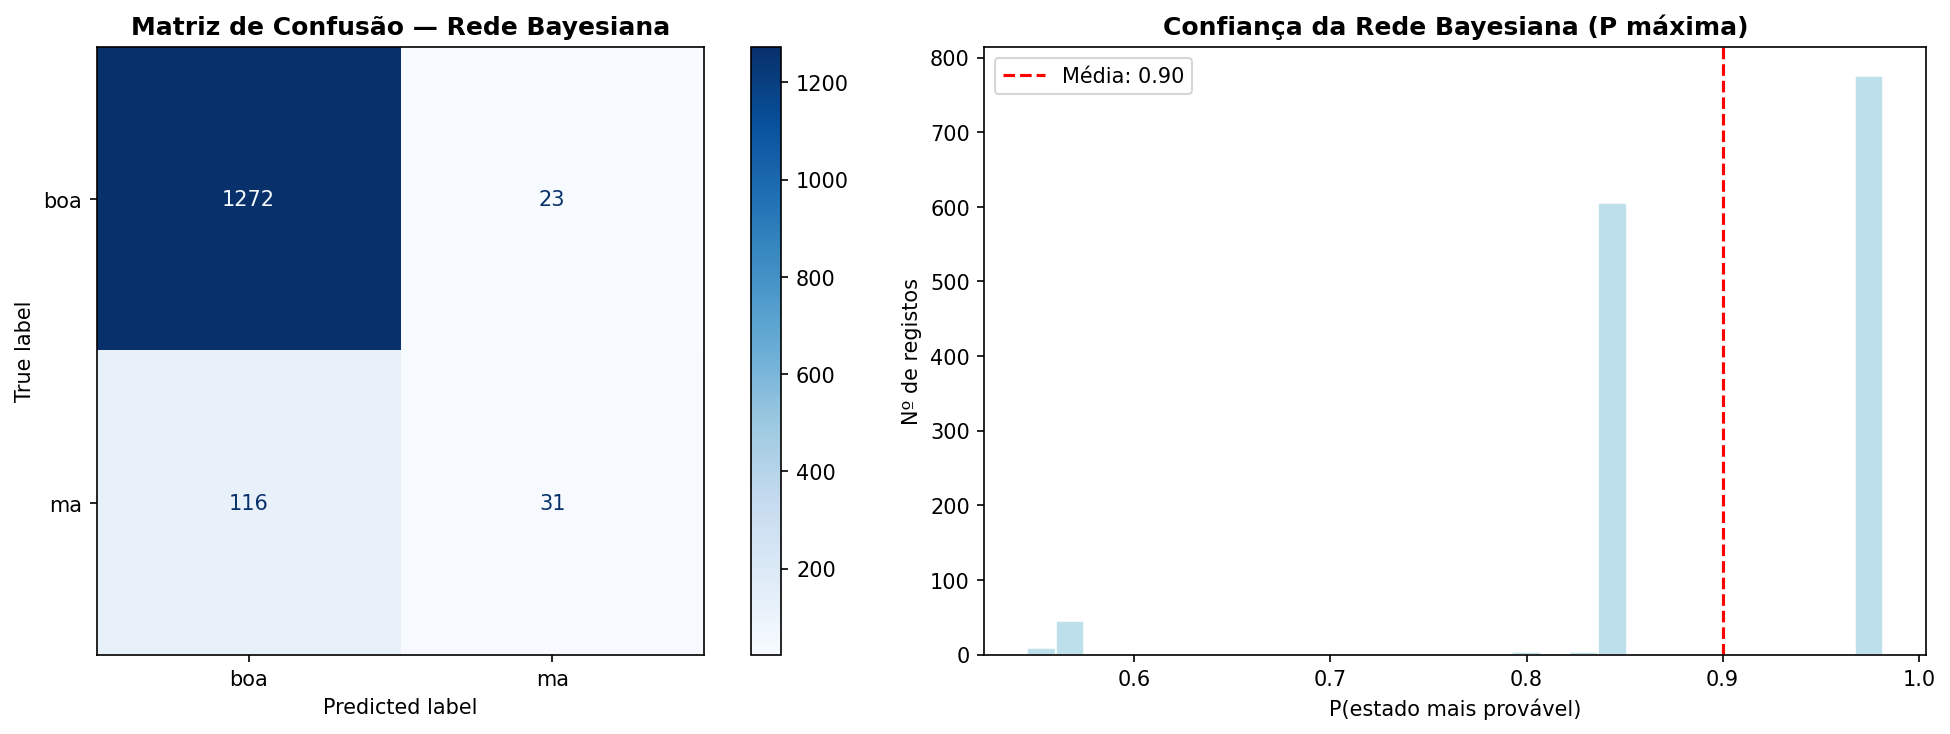 Matriz de Confusão — Rede Bayesiana
True label
boa
ma
1272
23
116
31
boa
ma
Predicted label
1200
1000
800
600
400
200
Confiança da Rede Bayesiana (P máxima)
Média: 0.90
Nº de registos
800
700
600
500
400
300
200
100
0
0.6
0.7
0.8
0.9
1.0
P(estado mais provável)